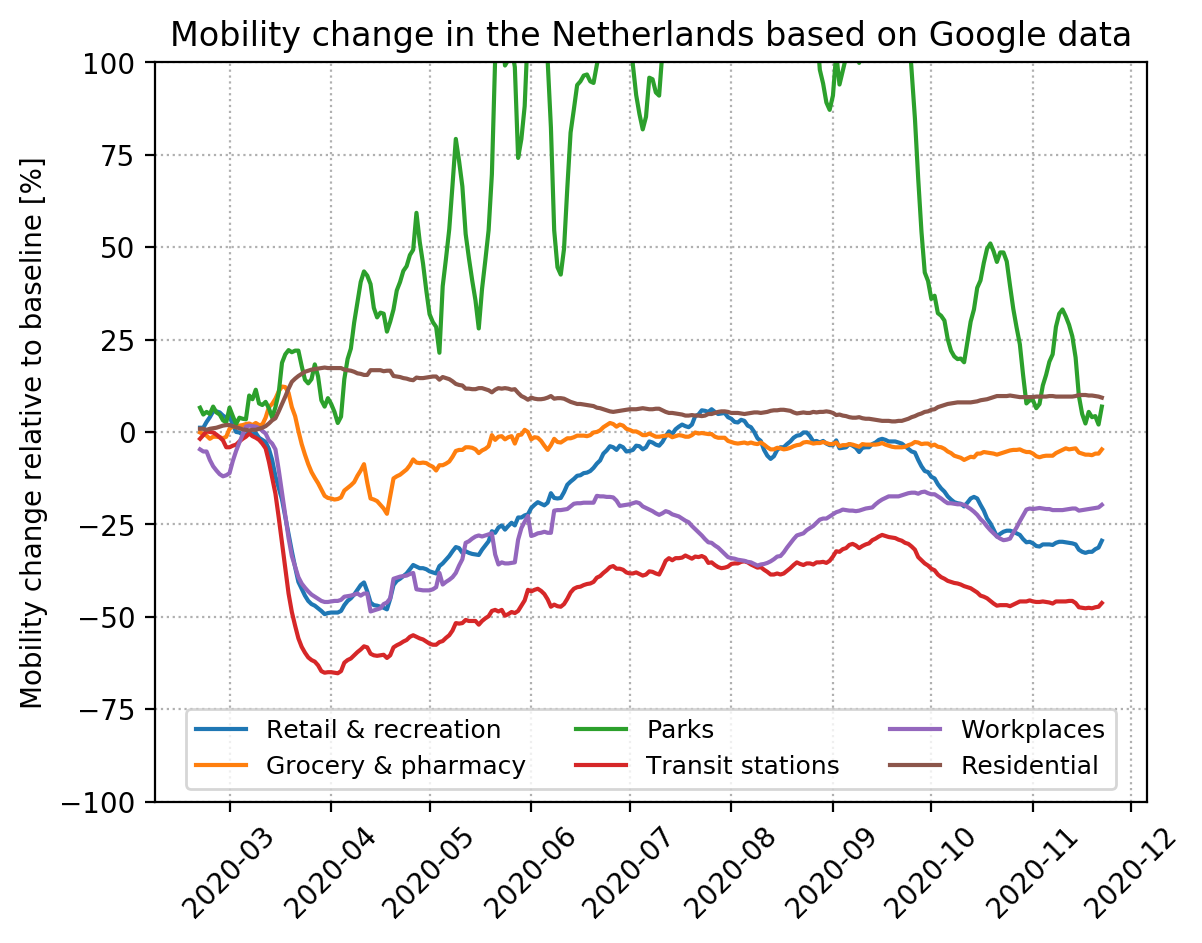 Mobility change in the Netherlands based on Google data
Mobility change relative to baseline [%]
100
75
50
25
0
−25
−50
−75
−100
Retail & recreation
Grocery & pharmacy
Parks
Transit stations
Workplaces
Residential
2020-03
2020-04
2020-05
2020-06
2020-07
2020-08
2020-09
2020-10
2020-11
2020-12